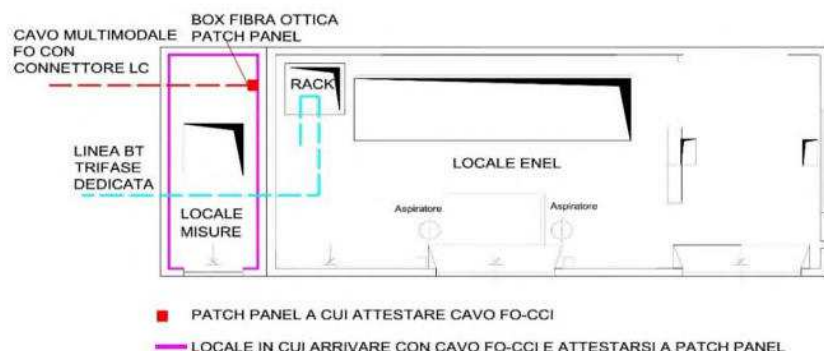 BOX FIBRA OTTICA
PATCH PANEL
CAVO MULTIMODALE
FO CON
CONNETTORE LC
RACK
LINEA BT
TRIFASE
DEDICATA
LOCALE ENEL
LOCALE
MISURE
Aspiratore
Aspiratore
PATCH PANEL A CUI ATTESTARE CAVO FO-CCI
LOCALE IN CUI ARRIVARE CON CAVO FO-CCI E ATTESTARSI A PATCH PANEL